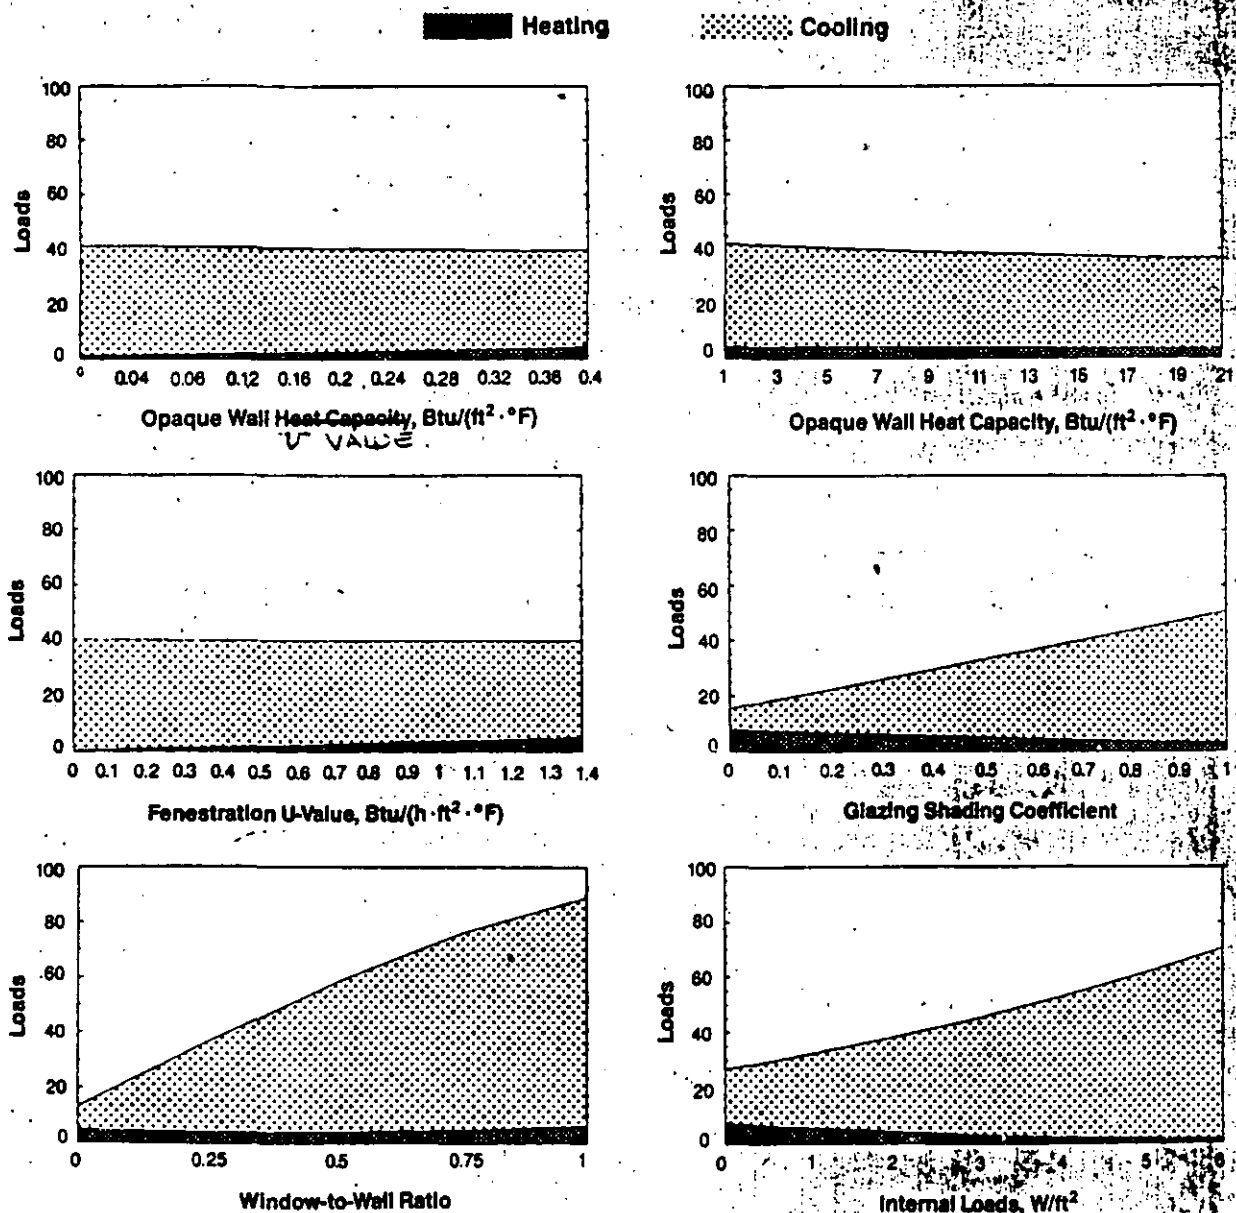 Heating Cooling
100 80 60 40 20 0
Loads
0 0.04 0.06 0.12 0.16 0.2 0.24 0.28 0.32 0.36 0.4
Opaque Wall Heat Capacity, Btu/(ft²·°F)
U VALUE
100 80 60 40 20 0
Loads
1 3 5 7 9 11 13 15 17 19 21
Opaque Wall Heat Capacity, Btu/(ft²·°F)
100 80 60 40 20 0
Loads
0 0.1 0.2 0.3 0.4 0.5 0.6 0.7 0.8 0.9 1 1.1 1.2 1.3 1.4
Fenestration U-Value, Btu/(h·ft²·°F)
100 80 60 40 20 0
Loads
0 0.1 0.2 0.3 0.4 0.5 0.6 0.7 0.8 0.9 1
Glazing Shading Coefficient
100 80 60 40 20 0
Loads
0 0.25 0.5 0.75 1
Window-to-Wall Ratio
100 80 60 40 20 0
Loads
0 1 2 3 4 5 6
Internal Loads, W/ft²